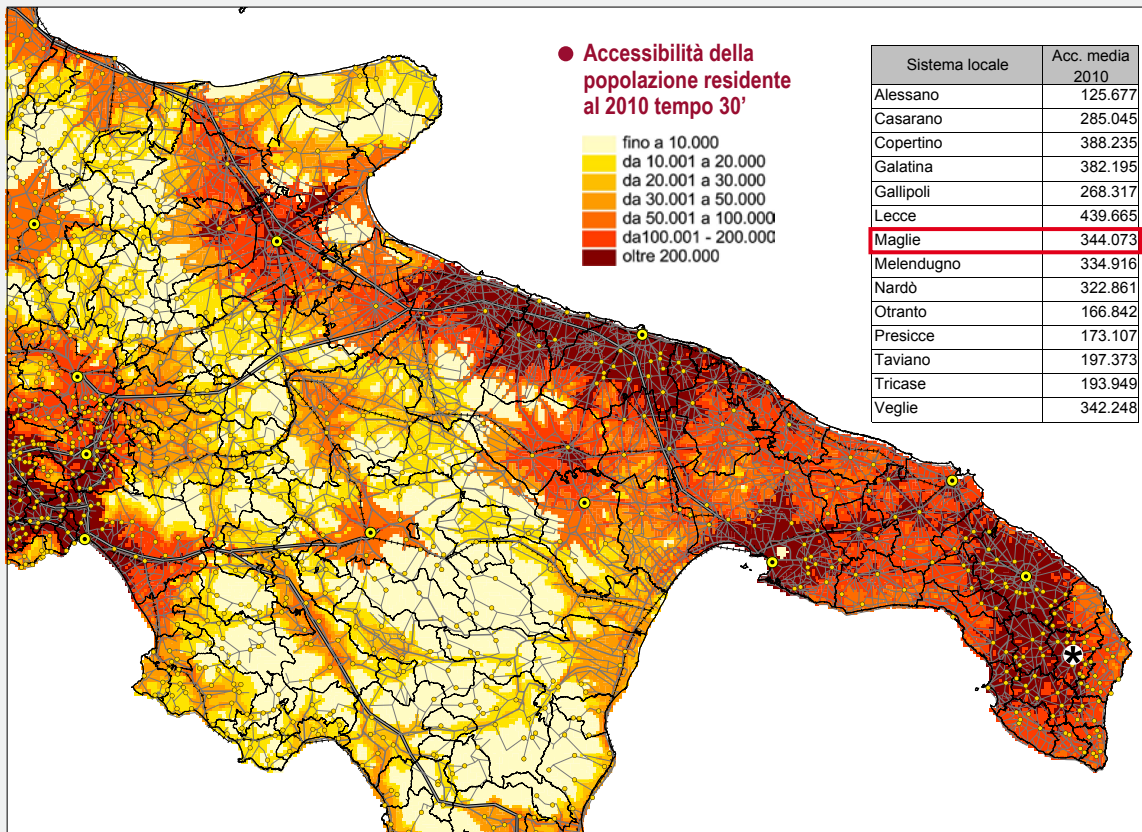 ● Accessibilità della
popolazione residente
al 2010 tempo 30’
fino a 10.000
da 10.001 a 20.000
da 20.001 a 30.000
da 30.001 a 50.000
da 50.001 a 100.000
da100.001 - 200.000
oltre 200.000
Sistema locale Acc. media
2010
Alessano 125.677
Casarano 285.045
Copertino 388.235
Galatina 382.195
Gallipoli 268.317
Lecce 439.665
Maglie 344.073
Melendugno 334.916
Nardò 322.861
Otranto 166.842
Presicce 173.107
Taviano 197.373
Tricase 193.949
Veglie 342.248
*